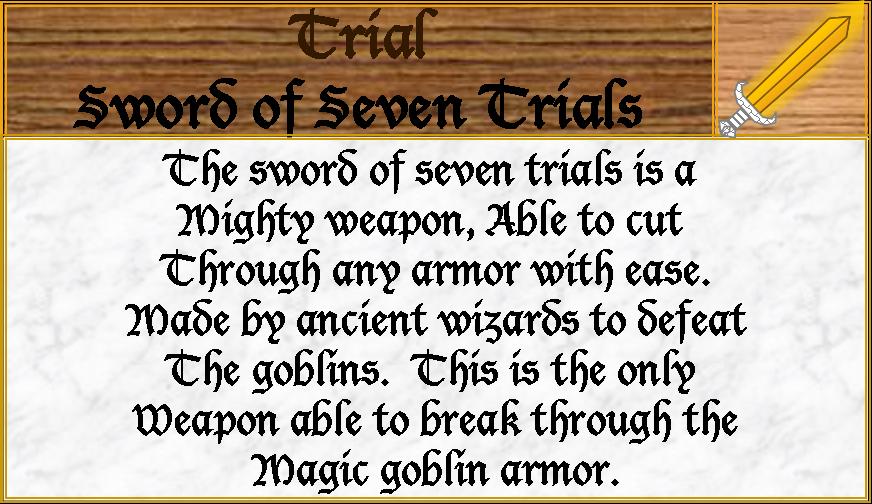 Trial
Sword of Seven Trials
The sword of seven trials is a
Mighty weapon, Able to cut
Through any armor with ease.
Made by ancient wizards to defeat
The goblins.  This is the only
Weapon able to break through the
Magic goblin armor.